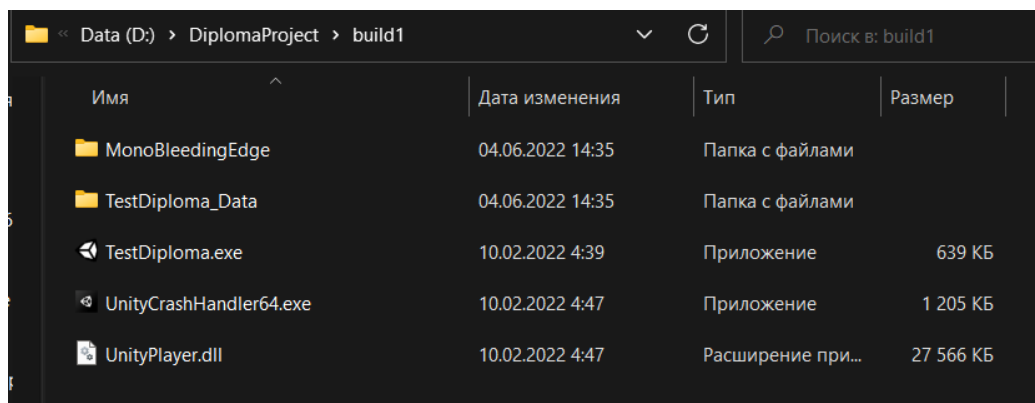 « Data (D:) > DiplomaProject > build1
Поиск в: build1
Имя Дата изменения Тип Размер
MonoBleedingEdge 04.06.2022 14:35 Папка с файлами
TestDiploma_Data 04.06.2022 14:35 Папка с файлами
TestDiploma.exe 10.02.2022 4:39 Приложение 639 КБ
UnityCrashHandler64.exe 10.02.2022 4:47 Приложение 1 205 КБ
UnityPlayer.dll 10.02.2022 4:47 Расширение при... 27 566 КБ